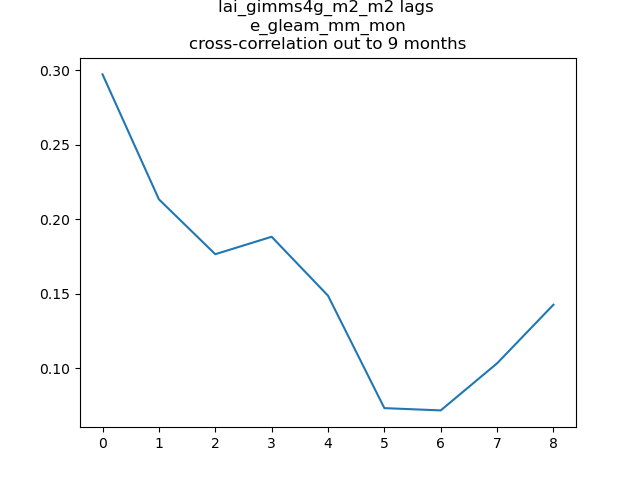 lai_gimms4g_m2_m2 lags
e_gleam_mm_mon
cross-correlation out to 9 months
0.30
0.25
0.20
0.15
0.10
0 1 2 3 4 5 6 7 8